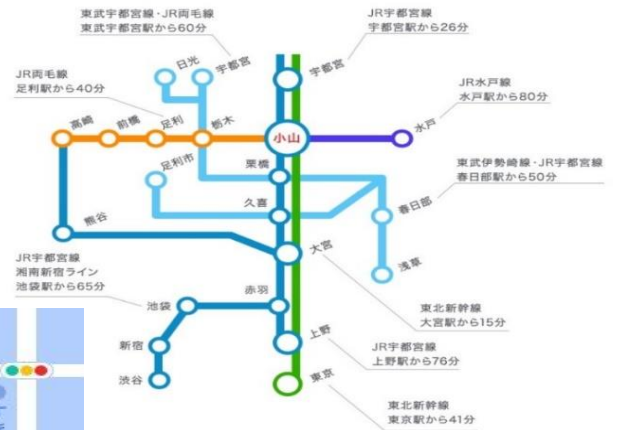 東武宇都宮線・JR両毛線
東武宇都宮駅から60分
JR宇都宮線
宇都宮駅から26分
日光
宇都宮
宇都宮
JR両毛線
足利駅から40分
JR水戸線
水戸駅から80分
高崎
前橋
足利
栃木
小山
水戸
足利市
栗橋
東武伊勢崎線・JR宇都宮線
春日部駅から50分
久喜
春日部
熊谷
大宮
浅草
JR宇都宮線
湘南新宿ライン
池袋駅から65分
赤羽
池袋
東北新幹線
大宮駅から15分
新宿
上野
JR宇都宮線
上野駅から76分
渋谷
東京
東北新幹線
東京駅から41分